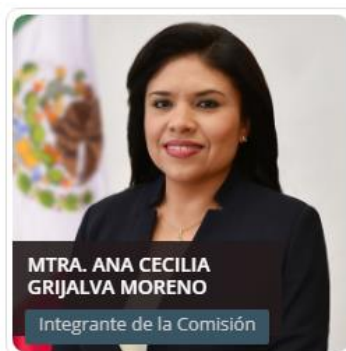 MTRA. ANA CECILIA
GRIJALVA MORENO
Integrante de la Comisión